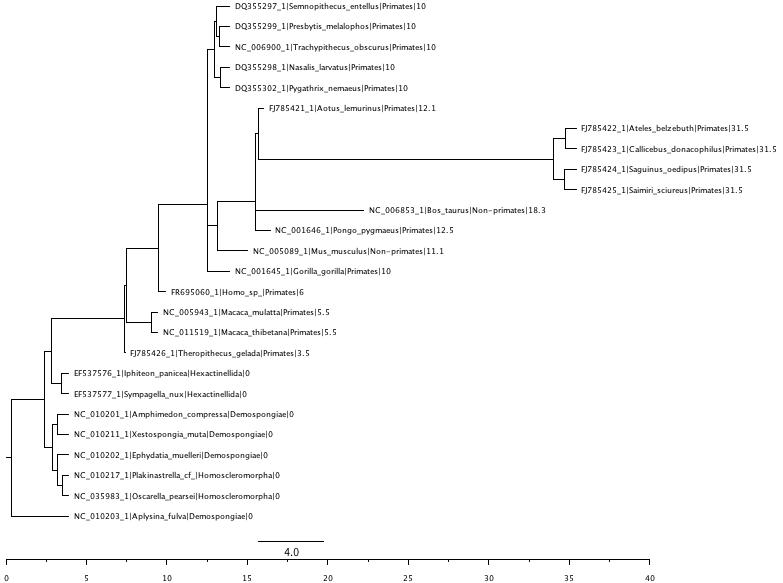 DQ355297_1|Semnopithecus_entellus|Primates|10
DQ355299_1|Presbytis_melalophos|Primates|10
NC_006900_1|Trachypithecus_obscurus|Primates|10
DQ355298_1|Nasalis_larvatus|Primates|10
DQ355302_1|Pygathrix_nemaeus|Primates|10
FJ785421_1|Aotus_lemurinus|Primates|12.1
FJ785422_1|Ateles_belzebuth|Primates|31.5
FJ785423_1|Callicebus_donacophilus|Primates|31.5
FJ785424_1|Saguinus_oedipus|Primates|31.5
FJ785425_1|Saimiri_sciureus|Primates|31.5
NC_006853_1|Bos_taurus|Non-primates|18.3
NC_001646_1|Pongo_pygmaeus|Primates|12.5
NC_005089_1|Mus_musculus|Non-primates|11.1
NC_001645_1|Gorilla_gorilla|Primates|10
FR695060_1|Homo_sp_|Primates|6
NC_005943_1|Macaca_mulatta|Primates|5.5
NC_011519_1|Macaca_thibetana|Primates|5.5
FJ785426_1|Theropithecus_gelada|Primates|3.5
EF537576_1|Iphiteon_panicea|Hexactinellida|0
EF537577_1|Sympagella_nux|Hexactinellida|0
NC_010201_1|Amphimedon_compressa|Demospongiae|0
NC_010211_1|Xestospongia_muta|Demospongiae|0
NC_010202_1|Ephydatia_muelleri|Demospongiae|0
NC_010217_1|Plakinastrella_cf_|Homoscleromorpha|0
NC_035983_1|Oscarella_pearsei|Homoscleromorpha|0
NC_010203_1|Aplysina_fulva|Demospongiae|0
4.0
0 5 10 15 20 25 30 35 40